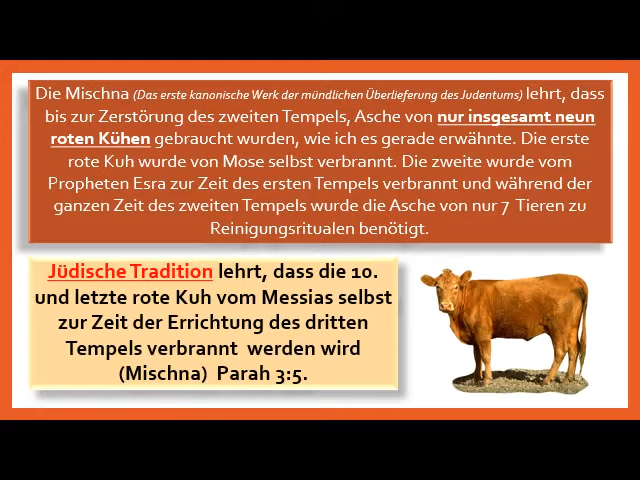 Die Mischna (Das erste kanonische Werk der mündlichen Überlieferung des Judentums) lehrt, dass
bis zur Zerstörung des zweiten Tempels, Asche von nur insgesamt neun
roten Kühen gebraucht wurden, wie ich es gerade erwähnte. Die erste
rote Kuh wurde von Mose selbst verbrannt. Die zweite wurde vom
Propheten Esra zur Zeit des ersten Tempels verbrannt und während der
ganzen Zeit des zweiten Tempels wurde die Asche von nur 7 Tieren zu
Reinigungsritualen benötigt.
Jüdische Tradition lehrt, dass die 10.
und letzte rote Kuh vom Messias selbst
zur Zeit der Errichtung des dritten
Tempels verbrannt werden wird
(Mischna) Parah 3:5.